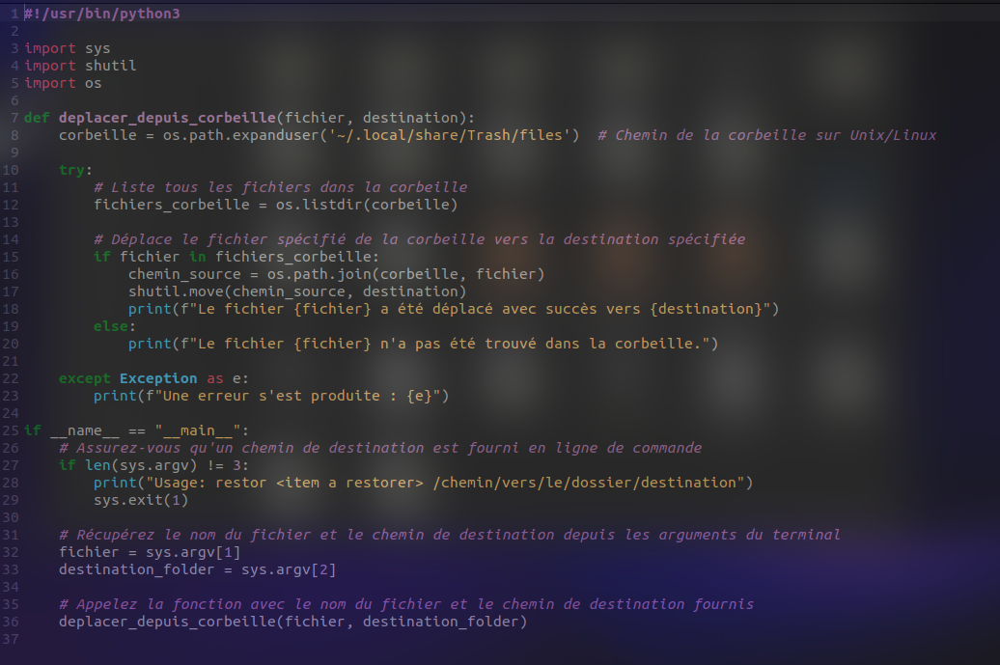 1 #!/usr/bin/python3
2
3 import sys
4 import shutil
5 import os
6
7 def deplacer_depuis_corbeille(fichier, destination):
8     corbeille = os.path.expanduser('~/.local/share/Trash/files')  # Chemin de la corbeille sur Unix/Linux
9
10     try:
11         # Liste tous les fichiers dans la corbeille
12         fichiers_corbeille = os.listdir(corbeille)
13
14         # Déplace le fichier spécifié de la corbeille vers la destination spécifiée
15         if fichier in fichiers_corbeille:
16             chemin_source = os.path.join(corbeille, fichier)
17             shutil.move(chemin_source, destination)
18             print(f"Le fichier {fichier} a été déplacé avec succès vers {destination}")
19         else:
20             print(f"Le fichier {fichier} n'a pas été trouvé dans la corbeille.")
21
22     except Exception as e:
23         print(f"Une erreur s'est produite : {e}")
24
25 if __name__ == "__main__":
26     # Assurez-vous qu'un chemin de destination est fourni en ligne de commande
27     if len(sys.argv) != 3:
28         print("Usage: restor <item a restorer> /chemin/vers/le/dossier/destination")
29         sys.exit(1)
30
31     # Récupérez le nom du fichier et le chemin de destination depuis les arguments du terminal
32     fichier = sys.argv[1]
33     destination_folder = sys.argv[2]
34
35     # Appelez la fonction avec le nom du fichier et le chemin de destination fournis
36     deplacer_depuis_corbeille(fichier, destination_folder)
37